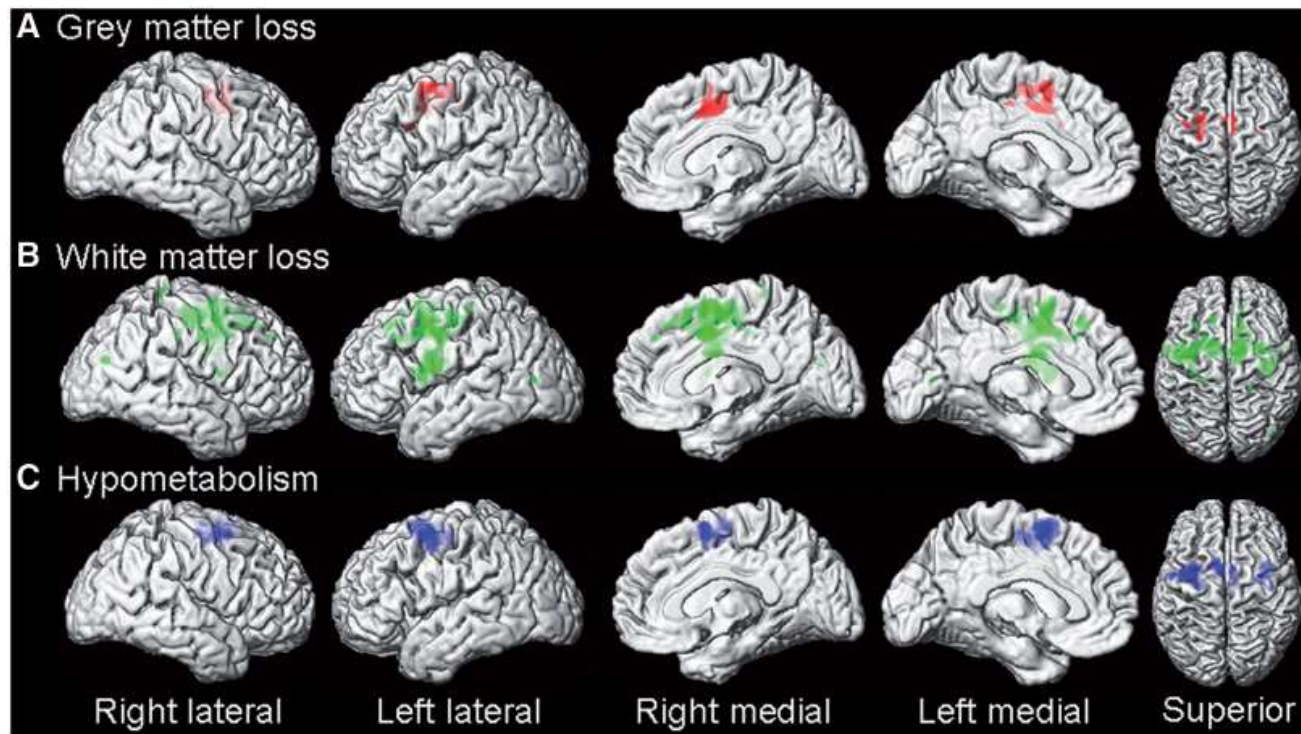 A Grey matter loss
B White matter loss
C Hypometabolism
Right lateral Left lateral Right medial Left medial Superior